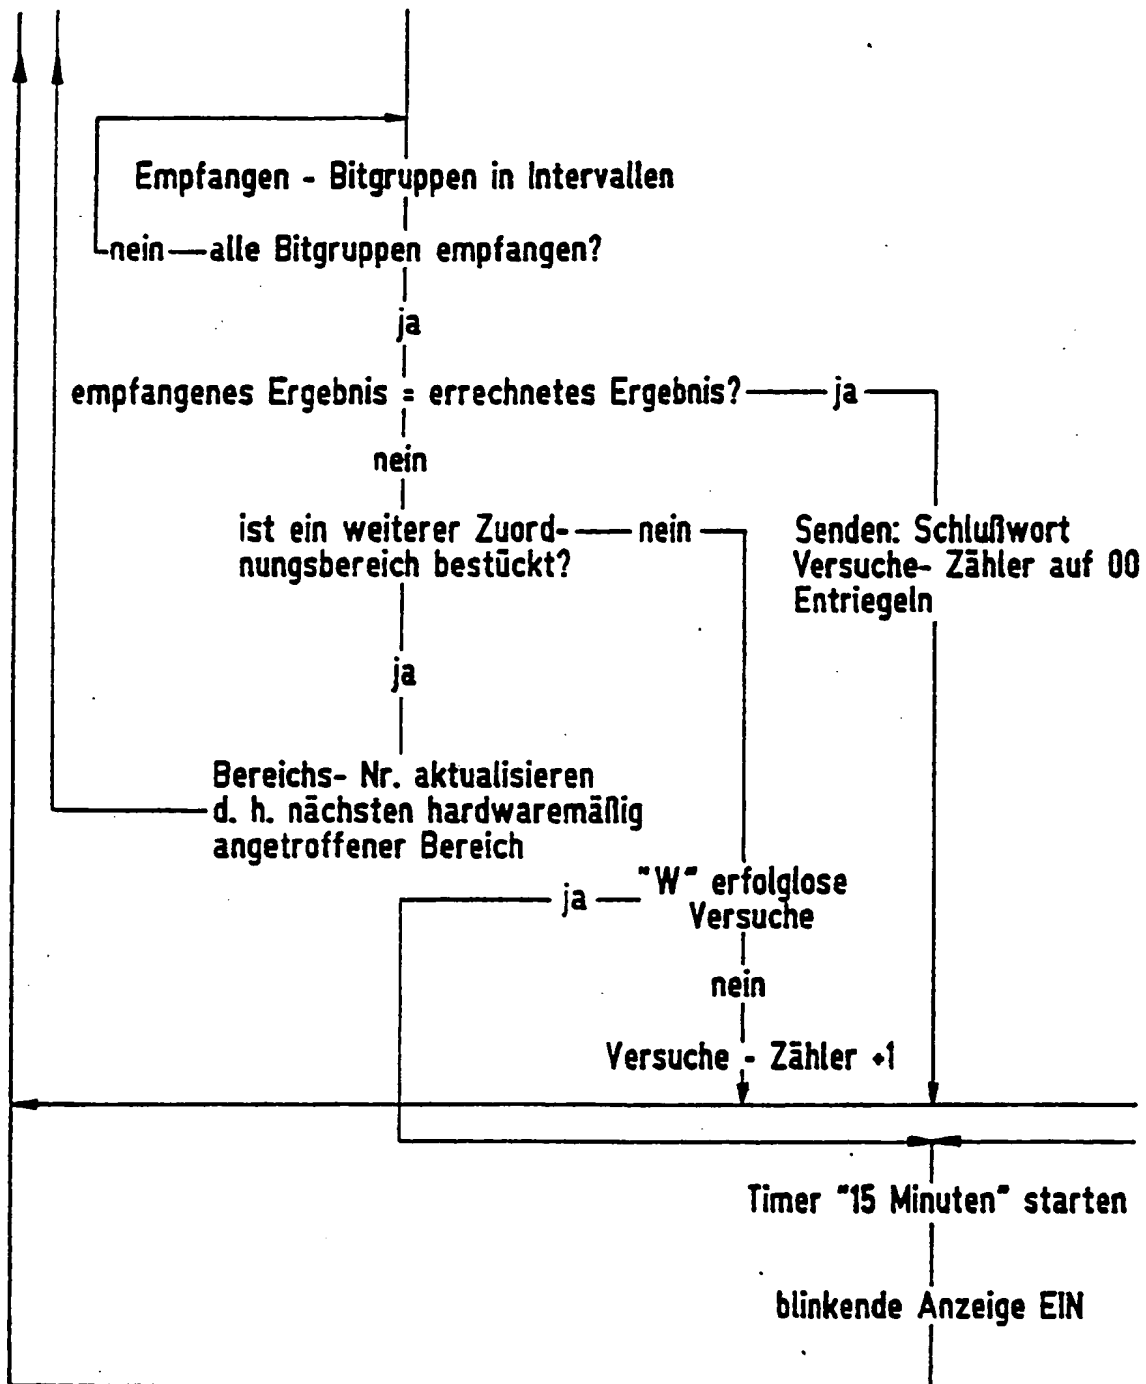 Empfangen - Bitgruppen in Intervallen
nein alle Bitgruppen empfangen?
ja
empfangenes Ergebnis = errechnetes Ergebnis? ja
nein
ist ein weiterer Zuord- nein
nungsbereich bestückt?
Senden: Schlußwort
Versuche- Zähler auf 00
Entriegeln
ja
Bereichs- Nr. aktualisieren
d. h. nächsten hardwaremäßig
angetroffener Bereich
ja "W" erfolglose
Versuche
nein
Versuche - Zähler +1
Timer "15 Minuten" starten
blinkende Anzeige EIN